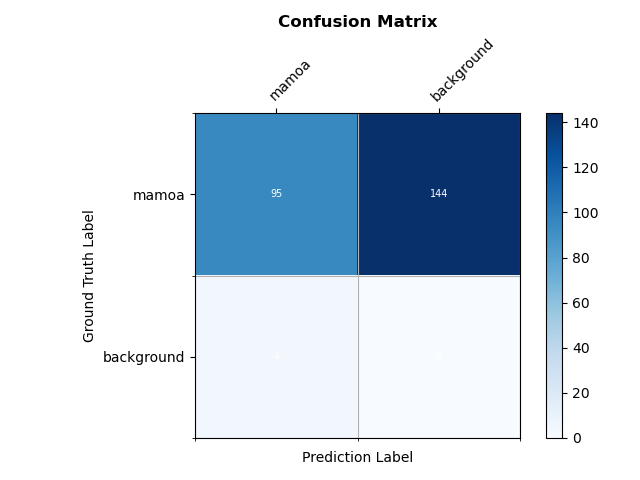 Confusion Matrix
mamoa
background
140
120
100
80
60
40
20
0
mamoa
95
144
background
Ground Truth Label
Prediction Label